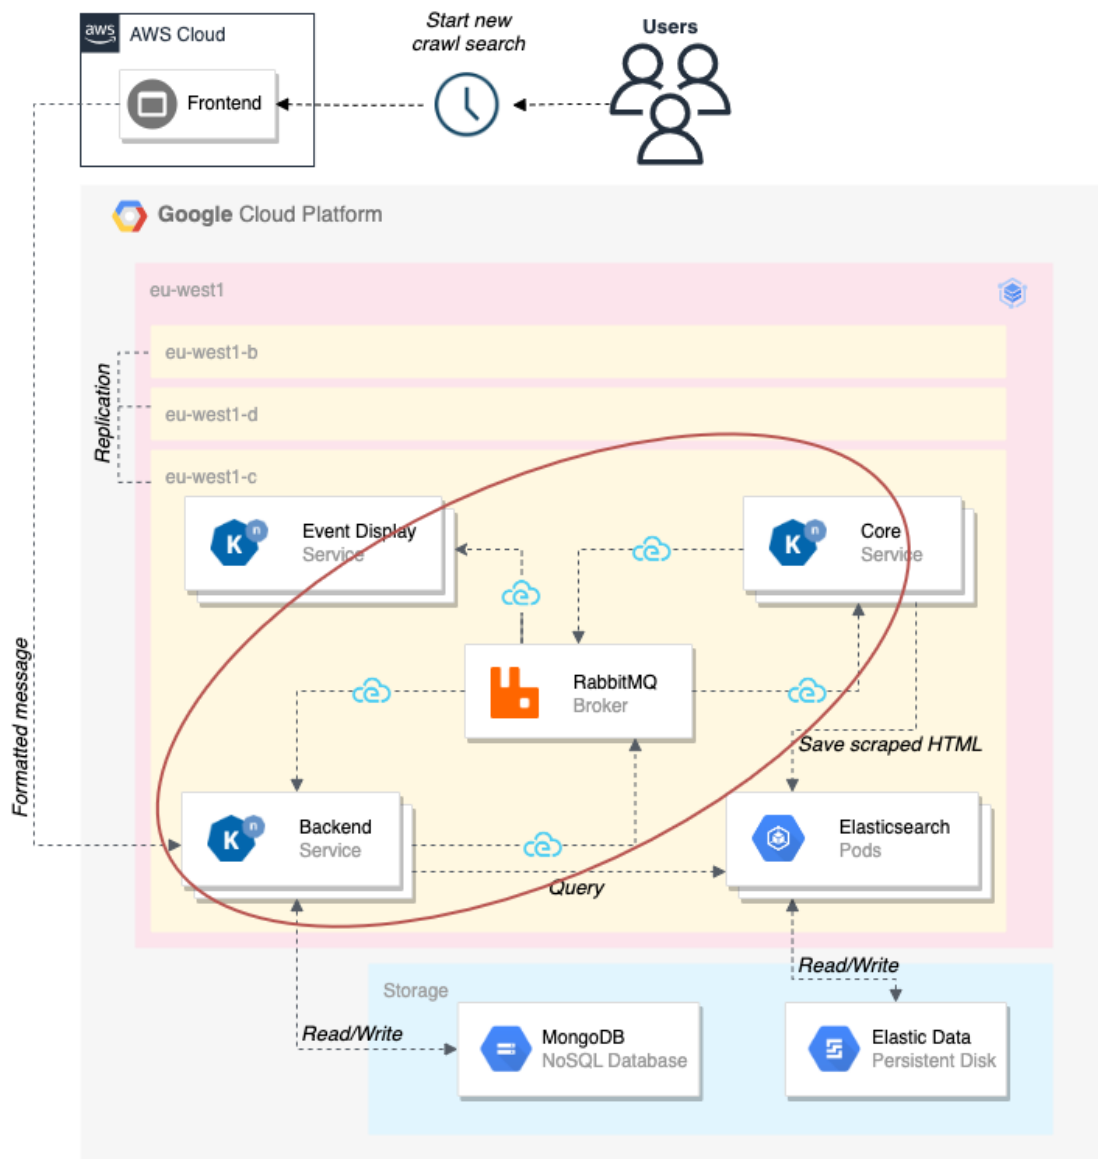 Start new
crawl search
Users
aws
AWS Cloud
Frontend
Google Cloud Platform
eu-west1
eu-west1-b
eu-west1-d
Replication
eu-west1-c
n
K
Event Display
Service
n
K
Core
Service
RabbitMQ
Broker
Formatted message
Save scraped HTML
n
K
Backend
Service
Elasticsearch
Pods
Query
Read/Write
Storage
Read/Write
MongoDB
NoSQL Database
Elastic Data
Persistent Disk